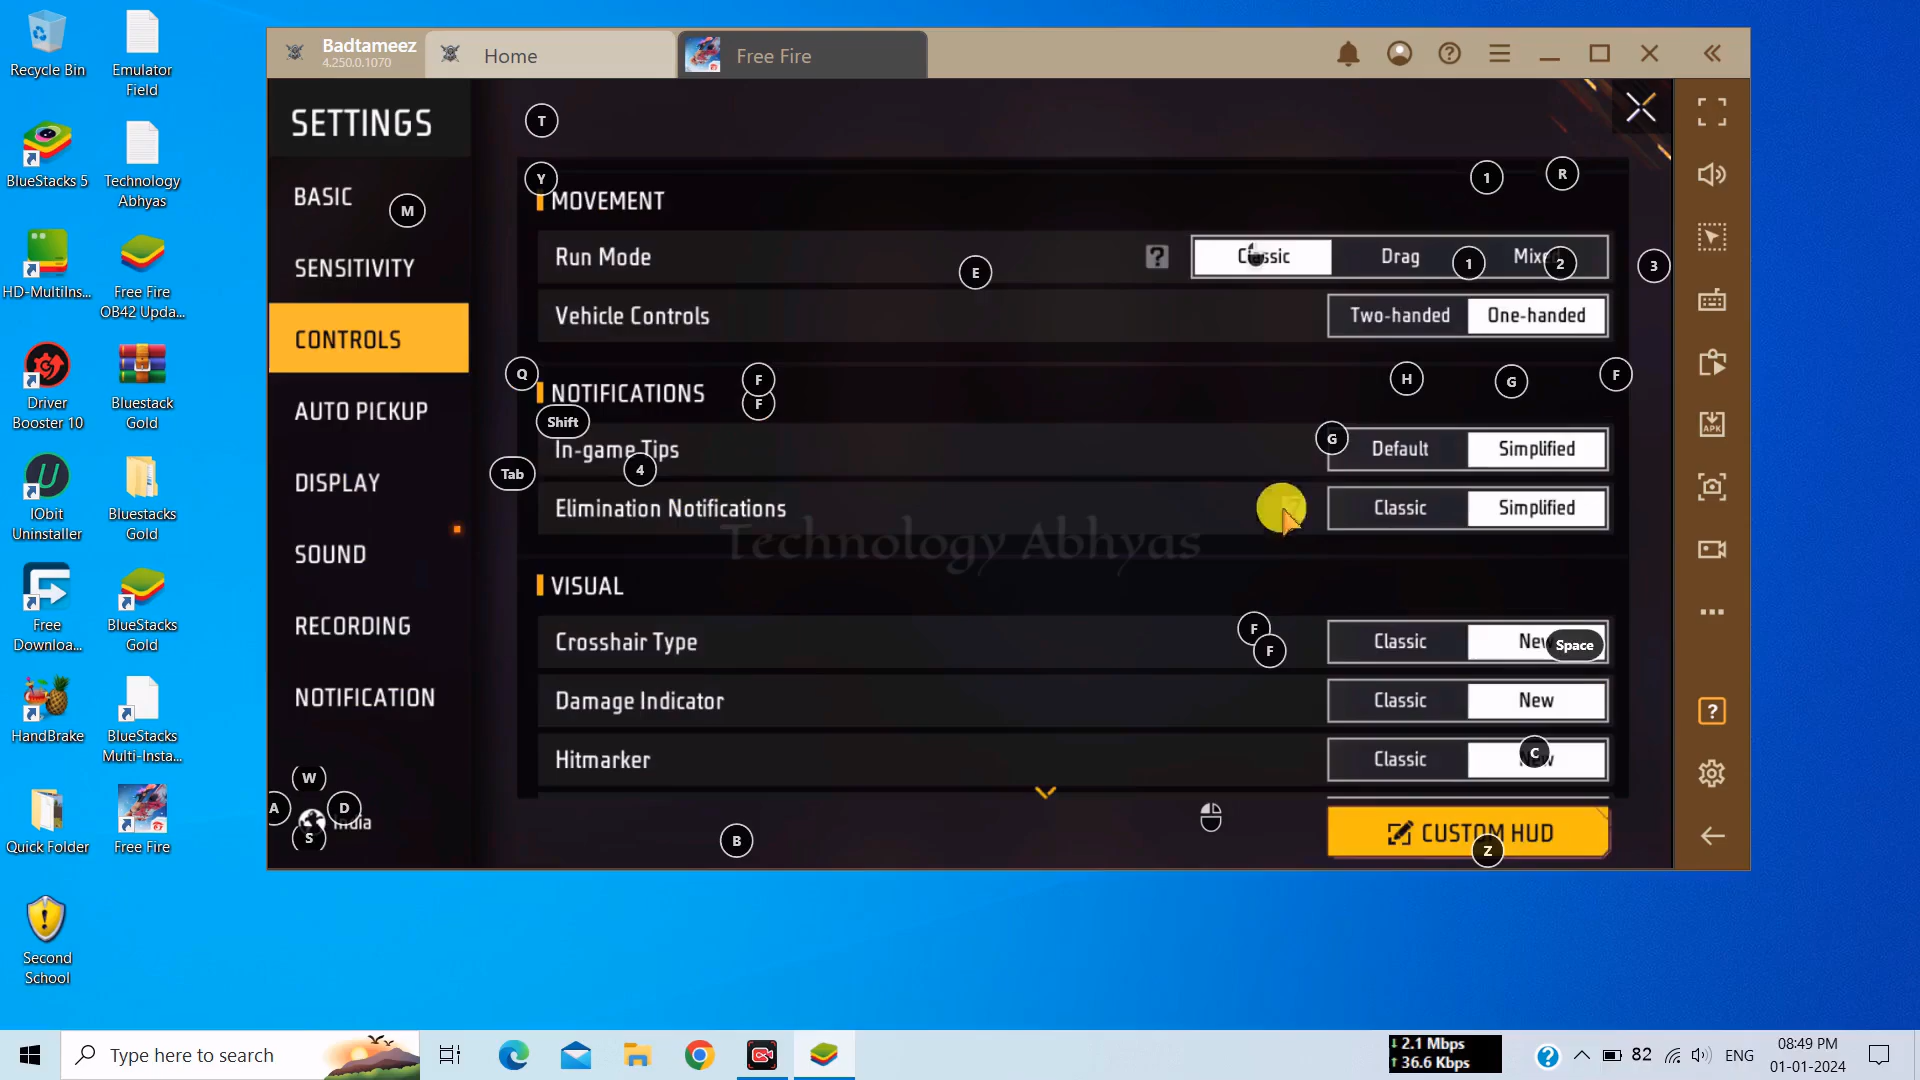 Recycle Bin
Emulator
Field
BlueStacks 5
Technology
Abhyas
HD-MultiIns...
Free Fire
OB42 Upda...
Driver
Booster 10
Bluestack
Gold
IObit
Uninstaller
Bluestacks
Gold
Free
Downloa...
BlueStacks
Gold
HandBrake
BlueStacks
Multi-Insta...
Quick Folder
Free Fire
Second
School
Badtameez
4.250.0.1070
Home
Free Fire
SETTINGS
BASIC
SENSITIVITY
CONTROLS
AUTO PICKUP
DISPLAY
SOUND
RECORDING
NOTIFICATION
India
M
W
A
D
S
T
Y
1
R
MOVEMENT
Run Mode
E
?
Classic
Drag
Mixed
1
2
3
Vehicle Controls
Two-handed
One-handed
Q
F
F
H
G
F
NOTIFICATIONS
Shift
In-game Tips
G
Default
Simplified
Tab
4
Elimination Notifications
Classic
Simplified
Technology Abhyas
VISUAL
Crosshair Type
F
F
Classic
New
Space
Damage Indicator
Classic
New
Hitmarker
Classic
New
C
B
CUSTOM HUD
Z
APK
?
Type here to search
↓ 2.1 Mbps
↑ 36.6 Kbps
?
82
ENG
08:49 PM
01-01-2024